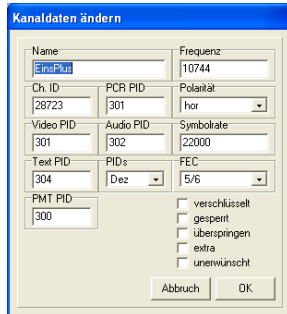 Kanaldaten ändern
Name
Frequenz
EinsPlus
10744
Ch. ID
PCR PID
Polarität
28723
301
hor
Video PID
Audio PID
Symbolrate
301
302
22000
Text PID
PIDs
FEC
304
Dez
5/6
PMT PID
300
verschlüsselt
gesperrt
überspringen
extra
unerwünscht
Abbruch
OK